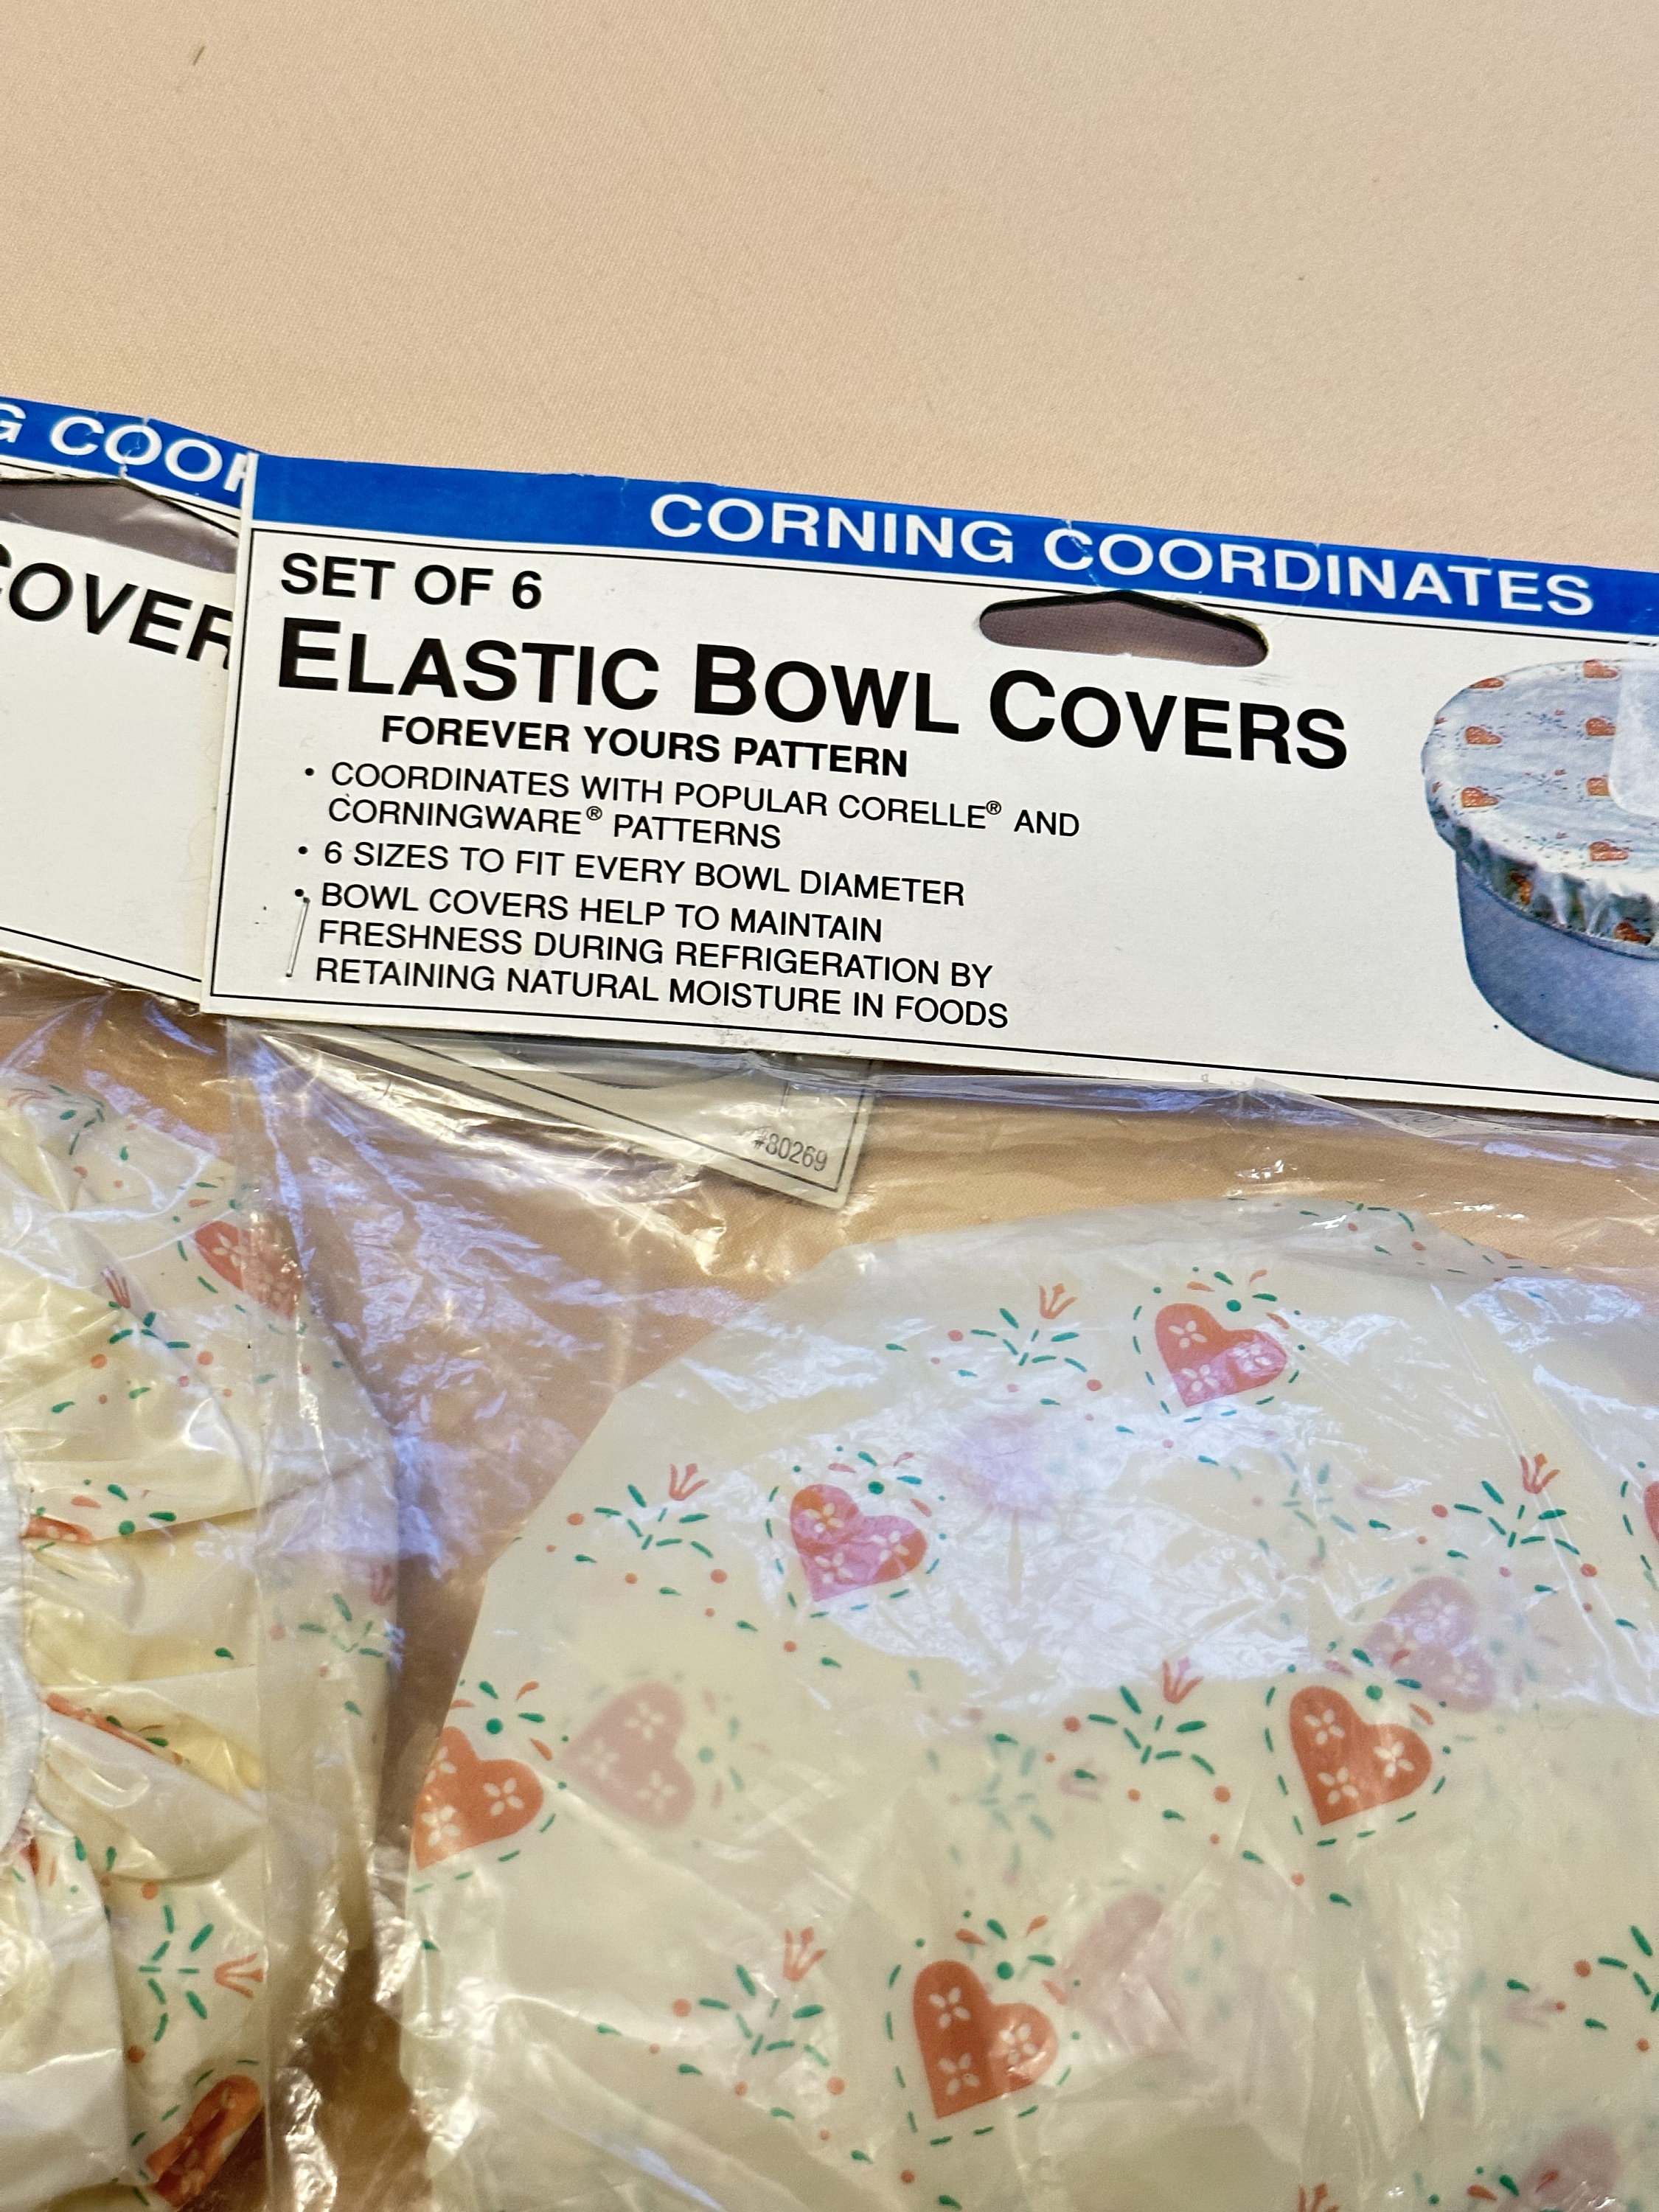 G COOR
COVER
CORNING COORDINATES
SET OF 6
ELASTIC BOWL COVERS
FOREVER YOURS PATTERN
• COORDINATES WITH POPULAR CORELLE® AND
CORNINGWARE® PATTERNS
• 6 SIZES TO FIT EVERY BOWL DIAMETER
• BOWL COVERS HELP TO MAINTAIN
FRESHNESS DURING REFRIGERATION BY
RETAINING NATURAL MOISTURE IN FOODS
#80269